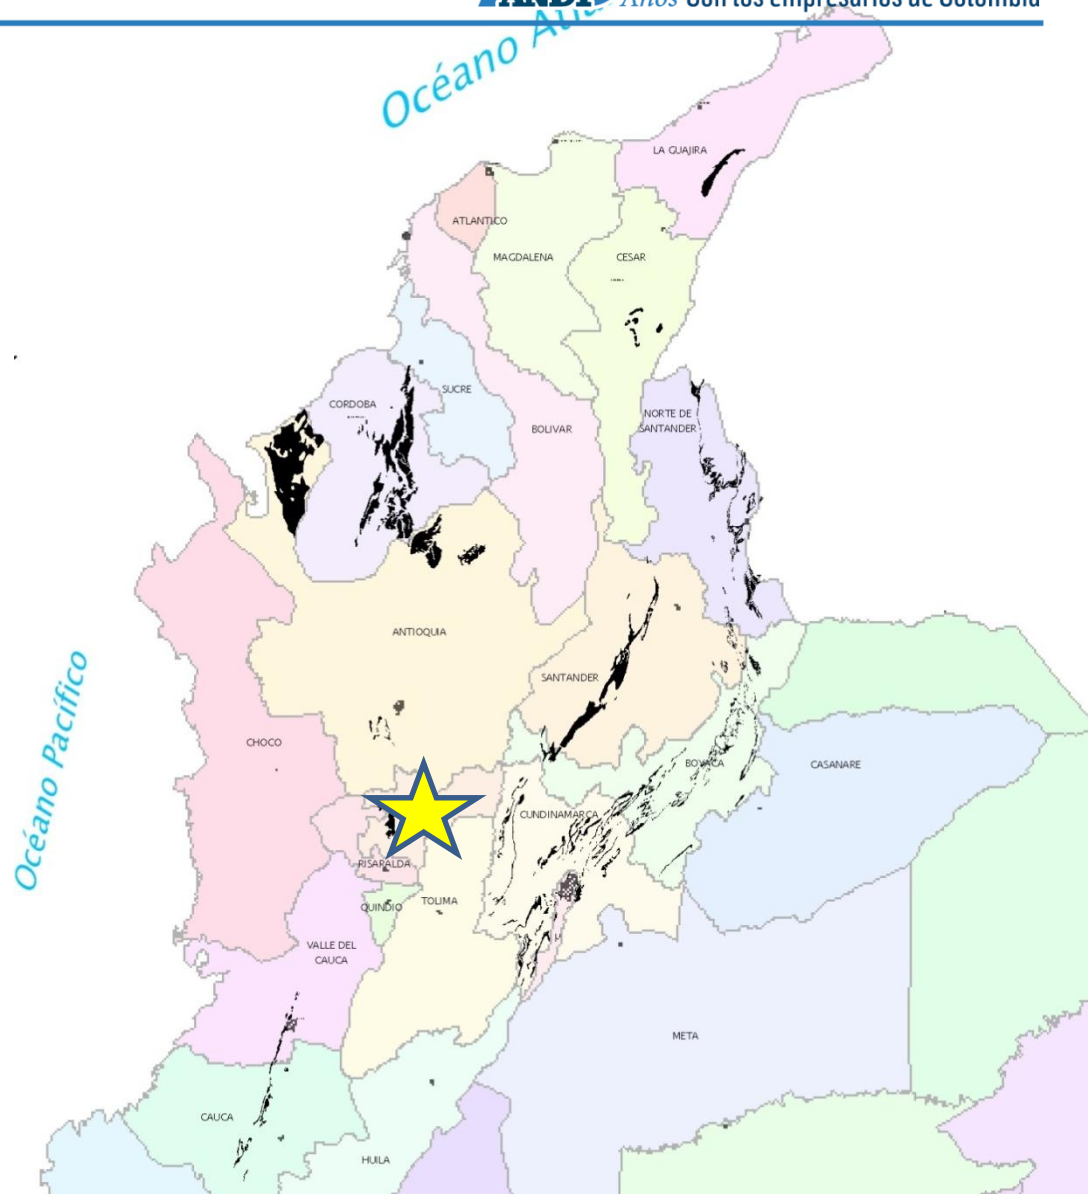 ANDI Años Con los empresarios de Colombia
Océano Atlá
LA GUAJIRA
ATLANTICO
MAGDALENA
CESAR
SUCRE
CORDOBA
BOLIVAR
NORTE DE
SANTANDER
ANTIOQUIA
SANTANDER
CHOCO
BOYACA
CASANARE
CUNDINAMARCA
RISARALDA
QUINDIO
TOLIMA
VALLE DEL
CAUCA
META
CAUCA
HUILA
Océano Pacífico